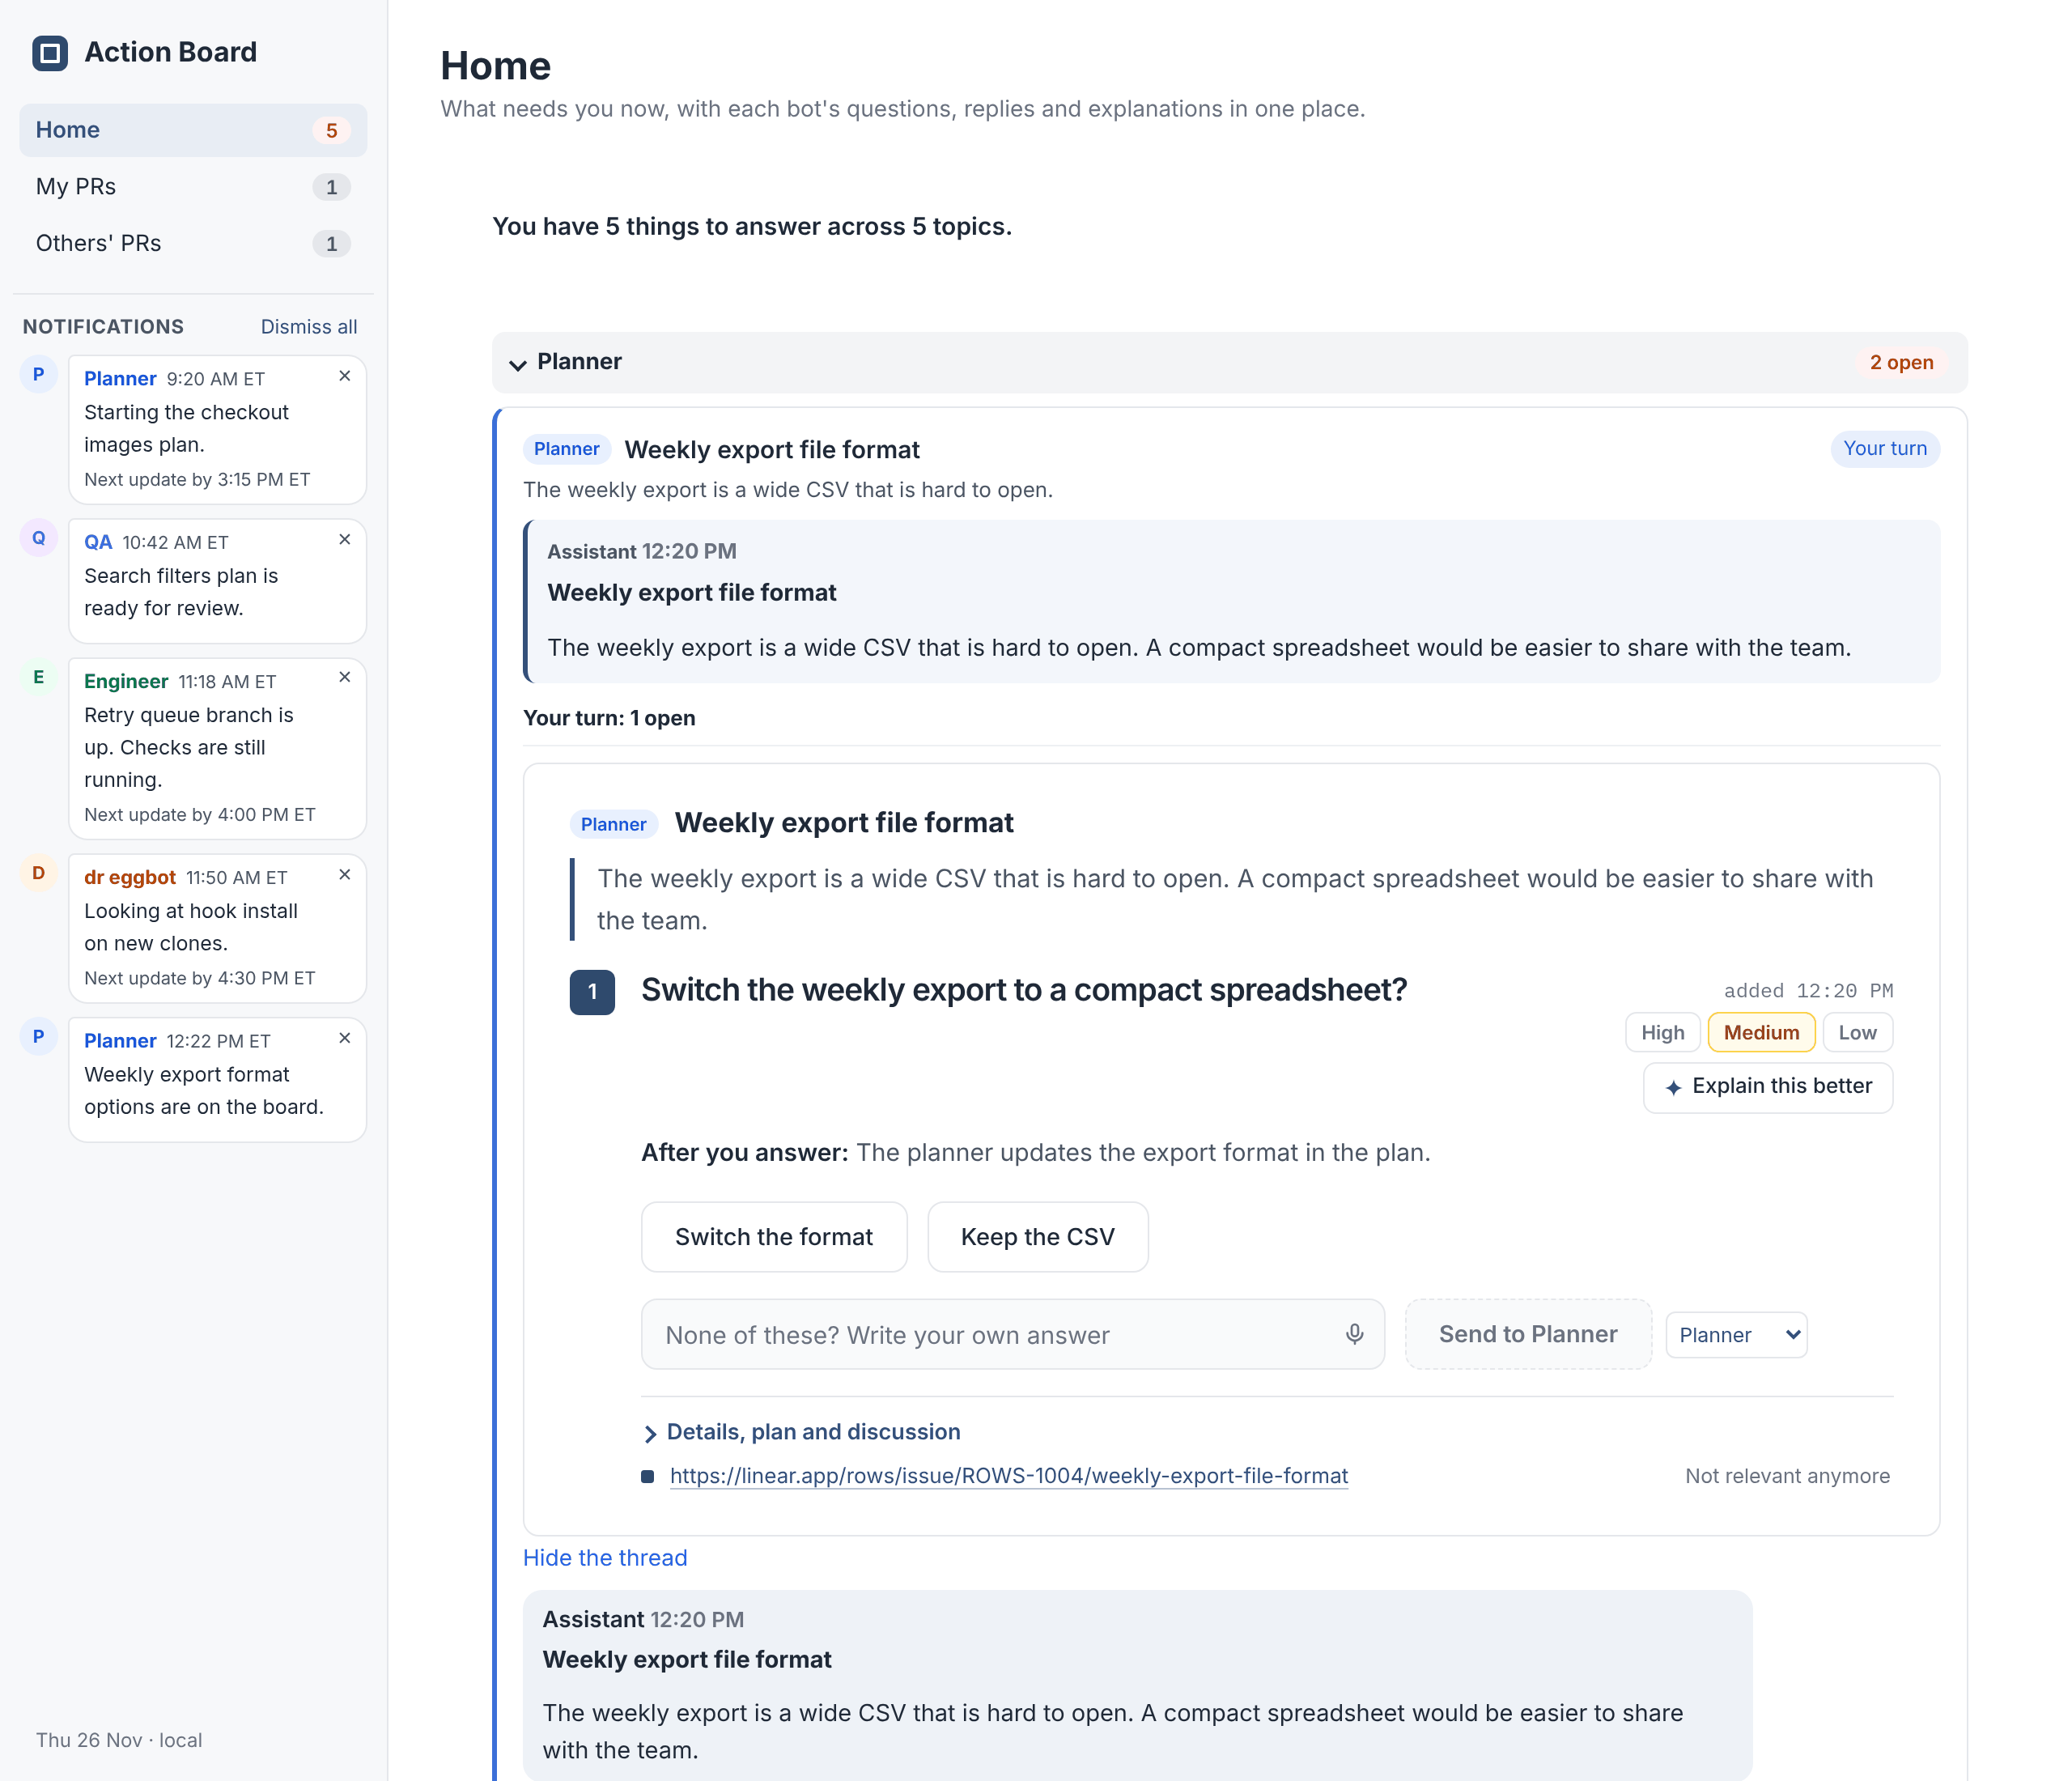 Action Board
Home 5
My PRs 1
Others' PRs 1
NOTIFICATIONS Dismiss all
P
Planner 9:20 AM ET ×
Starting the checkout
images plan.
Next update by 3:15 PM ET
Q
QA 10:42 AM ET ×
Search filters plan is
ready for review.
E
Engineer 11:18 AM ET ×
Retry queue branch is
up. Checks are still
running.
Next update by 4:00 PM ET
D
dr eggbot 11:50 AM ET ×
Looking at hook install
on new clones.
Next update by 4:30 PM ET
P
Planner 12:22 PM ET ×
Weekly export format
options are on the board.
Thu 26 Nov · local
Home
What needs you now, with each bot's questions, replies and explanations in one place.
You have 5 things to answer across 5 topics.
Planner 2 open
Planner Weekly export file format Your turn
The weekly export is a wide CSV that is hard to open.
Assistant 12:20 PM
Weekly export file format
The weekly export is a wide CSV that is hard to open. A compact spreadsheet would be easier to share with the team.
Your turn: 1 open
Planner Weekly export file format
The weekly export is a wide CSV that is hard to open. A compact spreadsheet would be easier to share with
the team.
1 Switch the weekly export to a compact spreadsheet? added 12:20 PM
High Medium Low
Explain this better
After you answer: The planner updates the export format in the plan.
Switch the format Keep the CSV
None of these? Write your own answer Send to Planner Planner
Details, plan and discussion
https://linear.app/rows/issue/ROWS-1004/weekly-export-file-format Not relevant anymore
Hide the thread
Assistant 12:20 PM
Weekly export file format
The weekly export is a wide CSV that is hard to open. A compact spreadsheet would be easier to share
with the team.